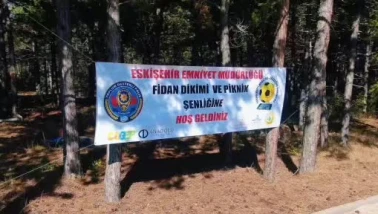 ESKİŞEHİR EMNİYET MÜDÜRLÜĞÜ
FİDAN DİKİMİ VE PİKNİK
ŞENLİĞİNE
HOŞ GELDİNİZ
ANADOLU